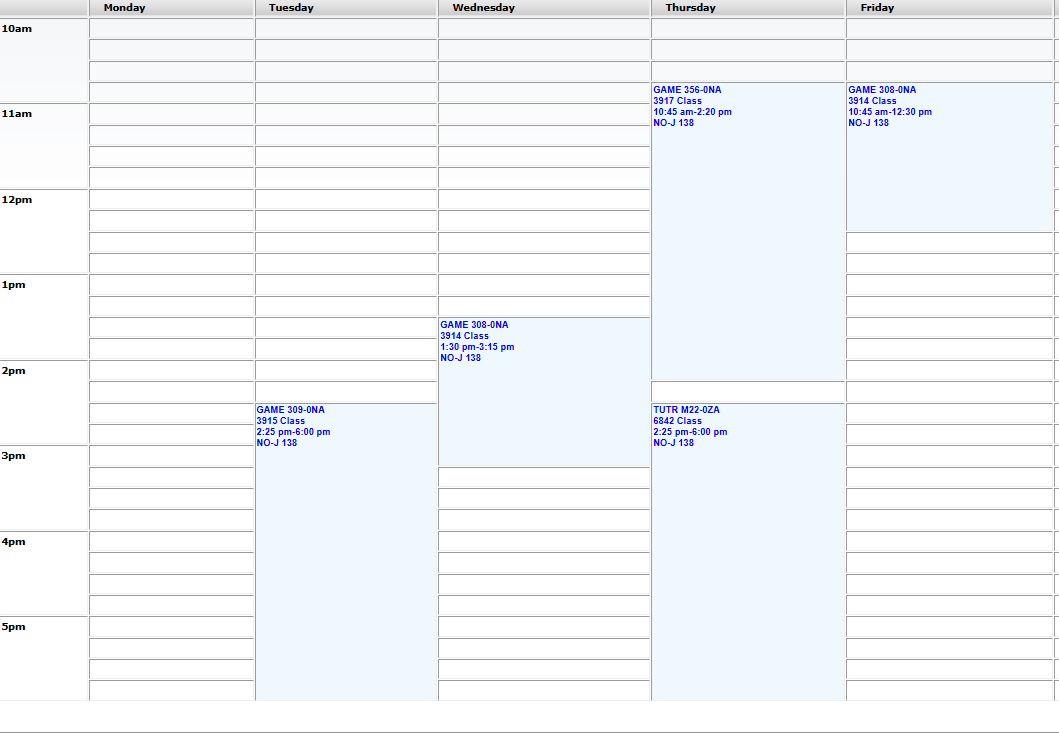 Monday Tuesday Wednesday Thursday Friday
10am
GAME 356-0NA
3917 Class
10:45 am-2:20 pm
NO-J 138
GAME 308-0NA
3914 Class
10:45 am-12:30 pm
NO-J 138
11am
12pm
1pm
GAME 308-0NA
3914 Class
1:30 pm-3:15 pm
NO-J 138
2pm
GAME 309-0NA
3915 Class
2:25 pm-6:00 pm
NO-J 138
TUTR M22-0ZA
6842 Class
2:25 pm-6:00 pm
NO-J 138
3pm
4pm
5pm